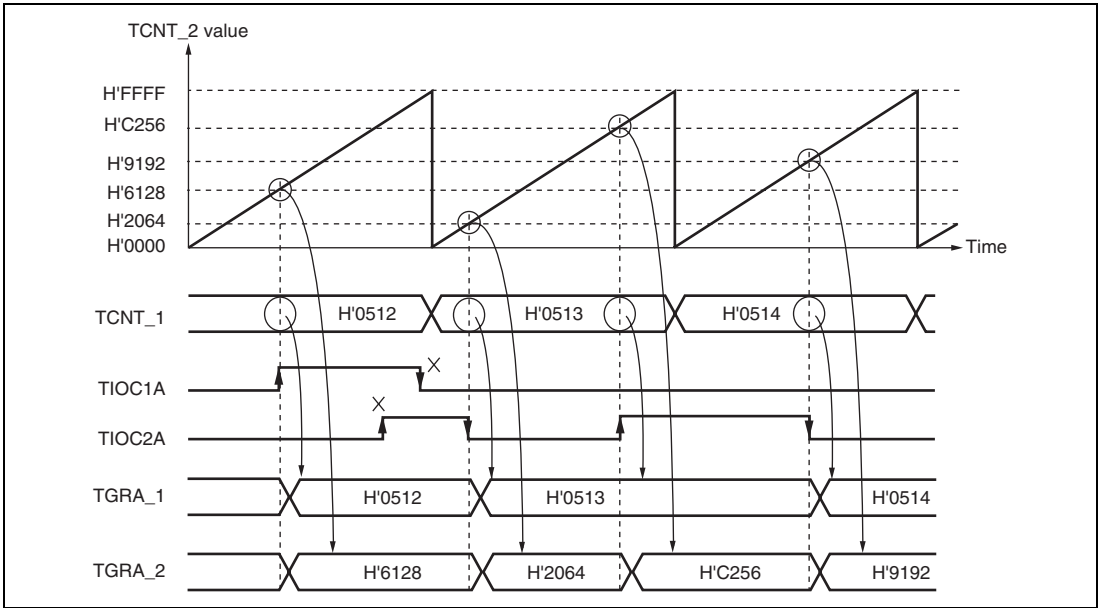 TCNT_2 value
H'FFFF
H'C256
H'9192
H'6128
H'2064
H'0000
Time
TCNT_1 H'0512 H'0513 H'0514
TIOC1A
TIOC2A
TGRA_1 H'0512 H'0513 H'0514
TGRA_2 H'6128 H'2064 H'C256 H'9192